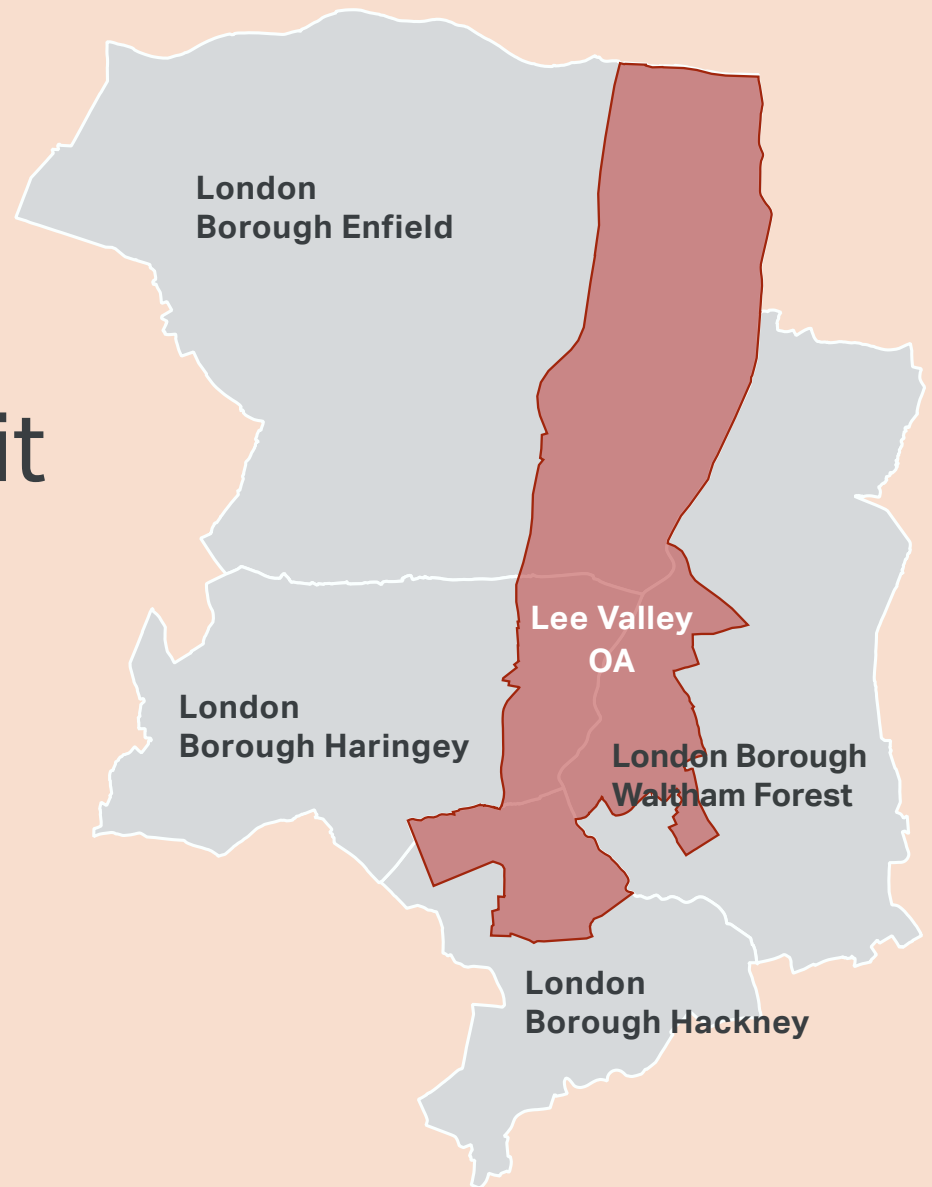 London
Borough Enfield
it
Lee Valley
OA
London
Borough Haringey
London Borough
Waltham Forest
London
Borough Hackney